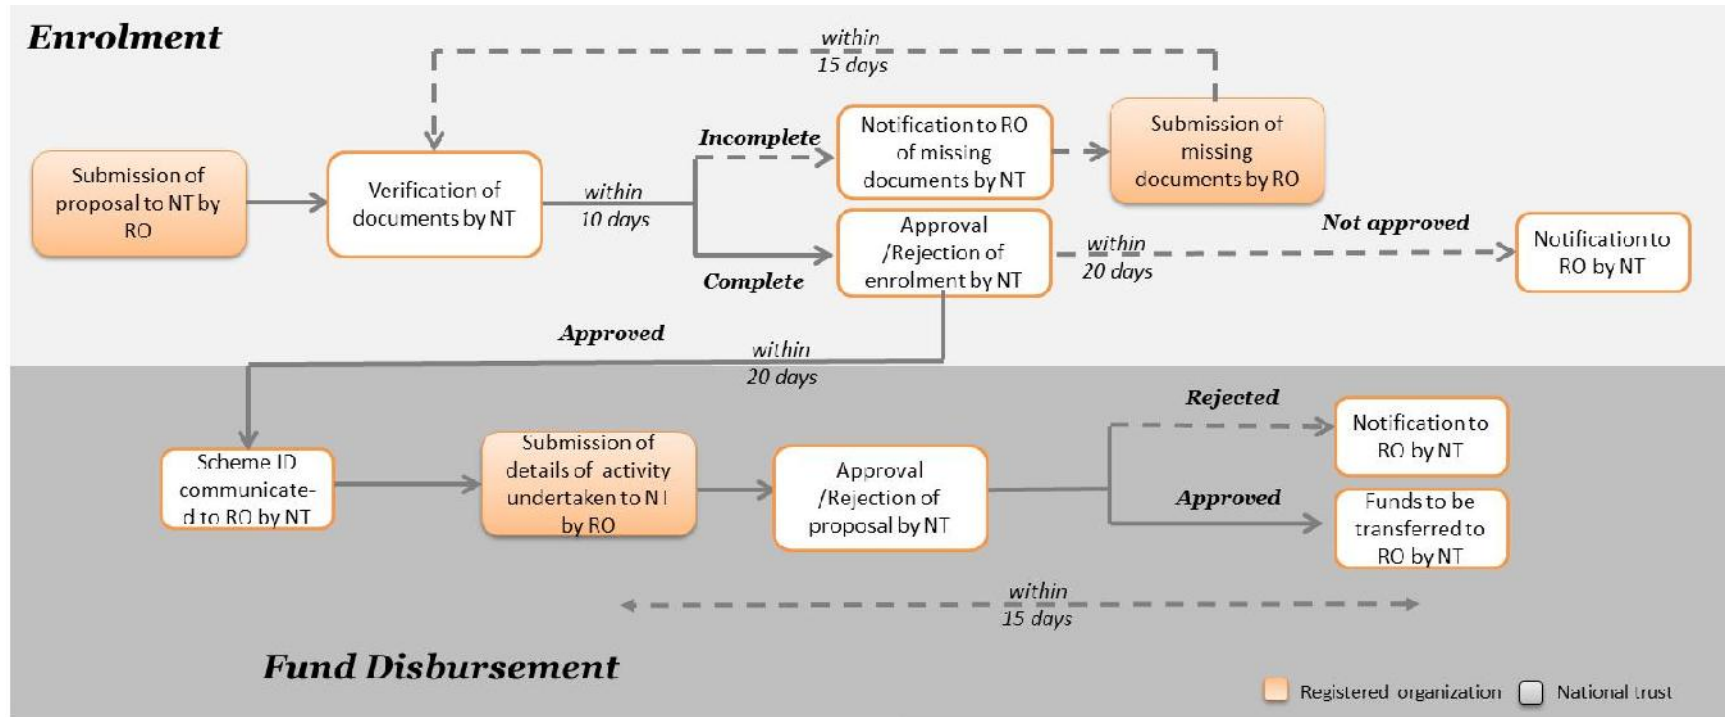 Enrolment
within
15 days
Submission of
proposal to NT by
RO
Verification of
documents by NT
within
10 days
Incomplete
Notification to RO
of missing
documents by NT
Submission of
missing
documents by RO
Complete
Approval
/Rejection of
enrolment by NT
within
20 days
Not approved
Notification to
RO by NT
Approved
within
20 days
Scheme ID
communicate-
d to RO by NT
Submission of
details of activity
undertaken to NT
by RO
Approval
/Rejection of
proposal by NT
Rejected
Notification to
RO by NT
Approved
Funds to be
transferred to
RO by NT
within
15 days
Fund Disbursement
Registered organization
National trust